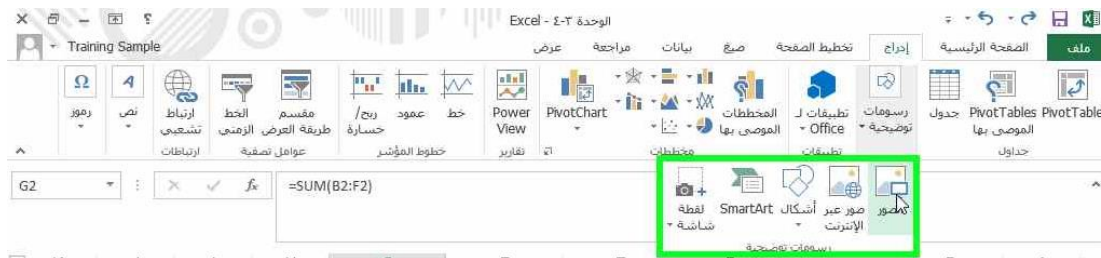 الوحدة ٣-٤ - Excel
Training Sample
ملف الصفحة الرئيسية إدراج تخطيط الصفحة صيغ بيانات مراجعة عرض
PivotTable PivotTables الموصى بها جدول رسومات توضيحية تطبيقات لـ Office المخططات الموصى بها PivotChart Power View خط عمود ربح/خسارة مقسم طريقة العرض الخط الزمني ارتباط تشعبي نص رموز
جداول تطبيقات مخططات تقارير خطوط المؤشر عوامل تصفية ارتباطات
G2 fx =SUM(B2:F2)
صور صور عبر الإنترنت أشكال SmartArt لقطة شاشة
رسومات توضيحية